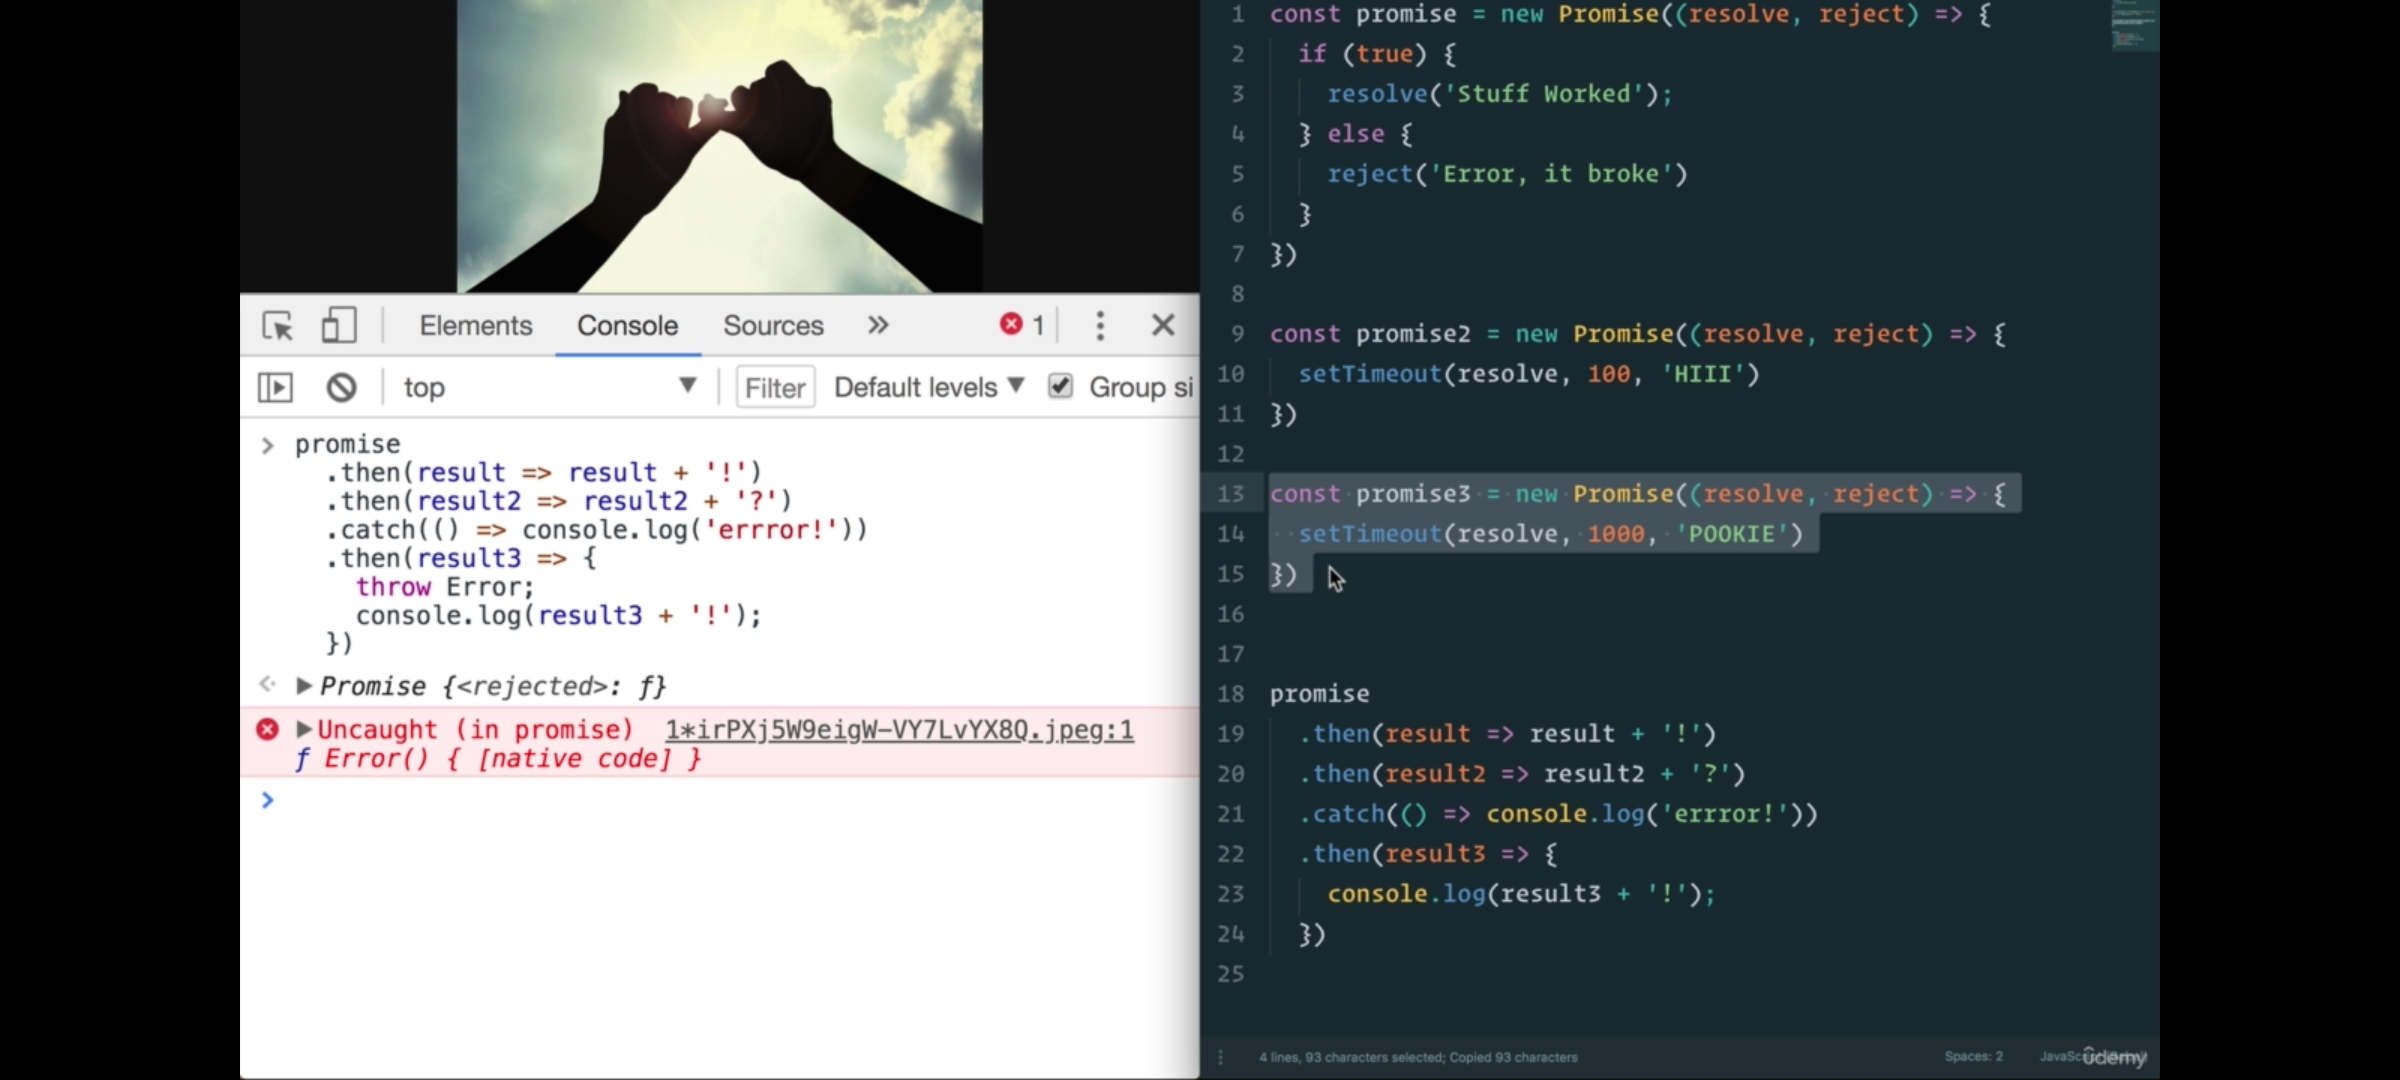 Elements Console Sources » 1
top Filter Default levels Group si
> promise
.then(result => result + '!')
.then(result2 => result2 + '?')
.catch(() => console.log('errror!'))
.then(result3 => {
throw Error;
console.log(result3 + '!');
})
Promise {<rejected>: ƒ}
Uncaught (in promise) 1*irPXj5W9eigW-VY7LvYX8Q.jpeg:1
ƒ Error() { [native code] }
>
1 const promise = new Promise((resolve, reject) => {
2 if (true) {
3 resolve('Stuff Worked');
4 } else {
5 reject('Error, it broke')
6 }
7 })
8
9 const promise2 = new Promise((resolve, reject) => {
10 setTimeout(resolve, 100, 'HIII')
11 })
12
13 const promise3 = new Promise((resolve, reject) => {
14 setTimeout(resolve, 1000, 'POOKIE')
15 })
16
17
18 promise
19 .then(result => result + '!')
20 .then(result2 => result2 + '?')
21 .catch(() => console.log('errror!'))
22 .then(result3 => {
23 console.log(result3 + '!');
24 })
25
4 lines, 93 characters selected; Copied 93 characters Spaces: 2
ûdemy